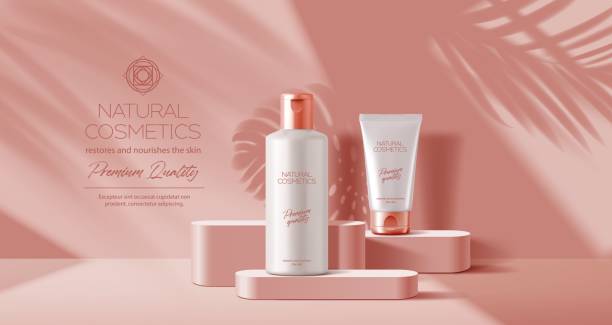 NATURAL
COSMETICS
restores and nourishes the skin
Premium Quality
Excepteur sint occaecat cupidatat non
proident, consectetur adipiscing.
NATURAL
COSMETICS
Premium
quality
NATURAL
COSMETICS
Premium
quality